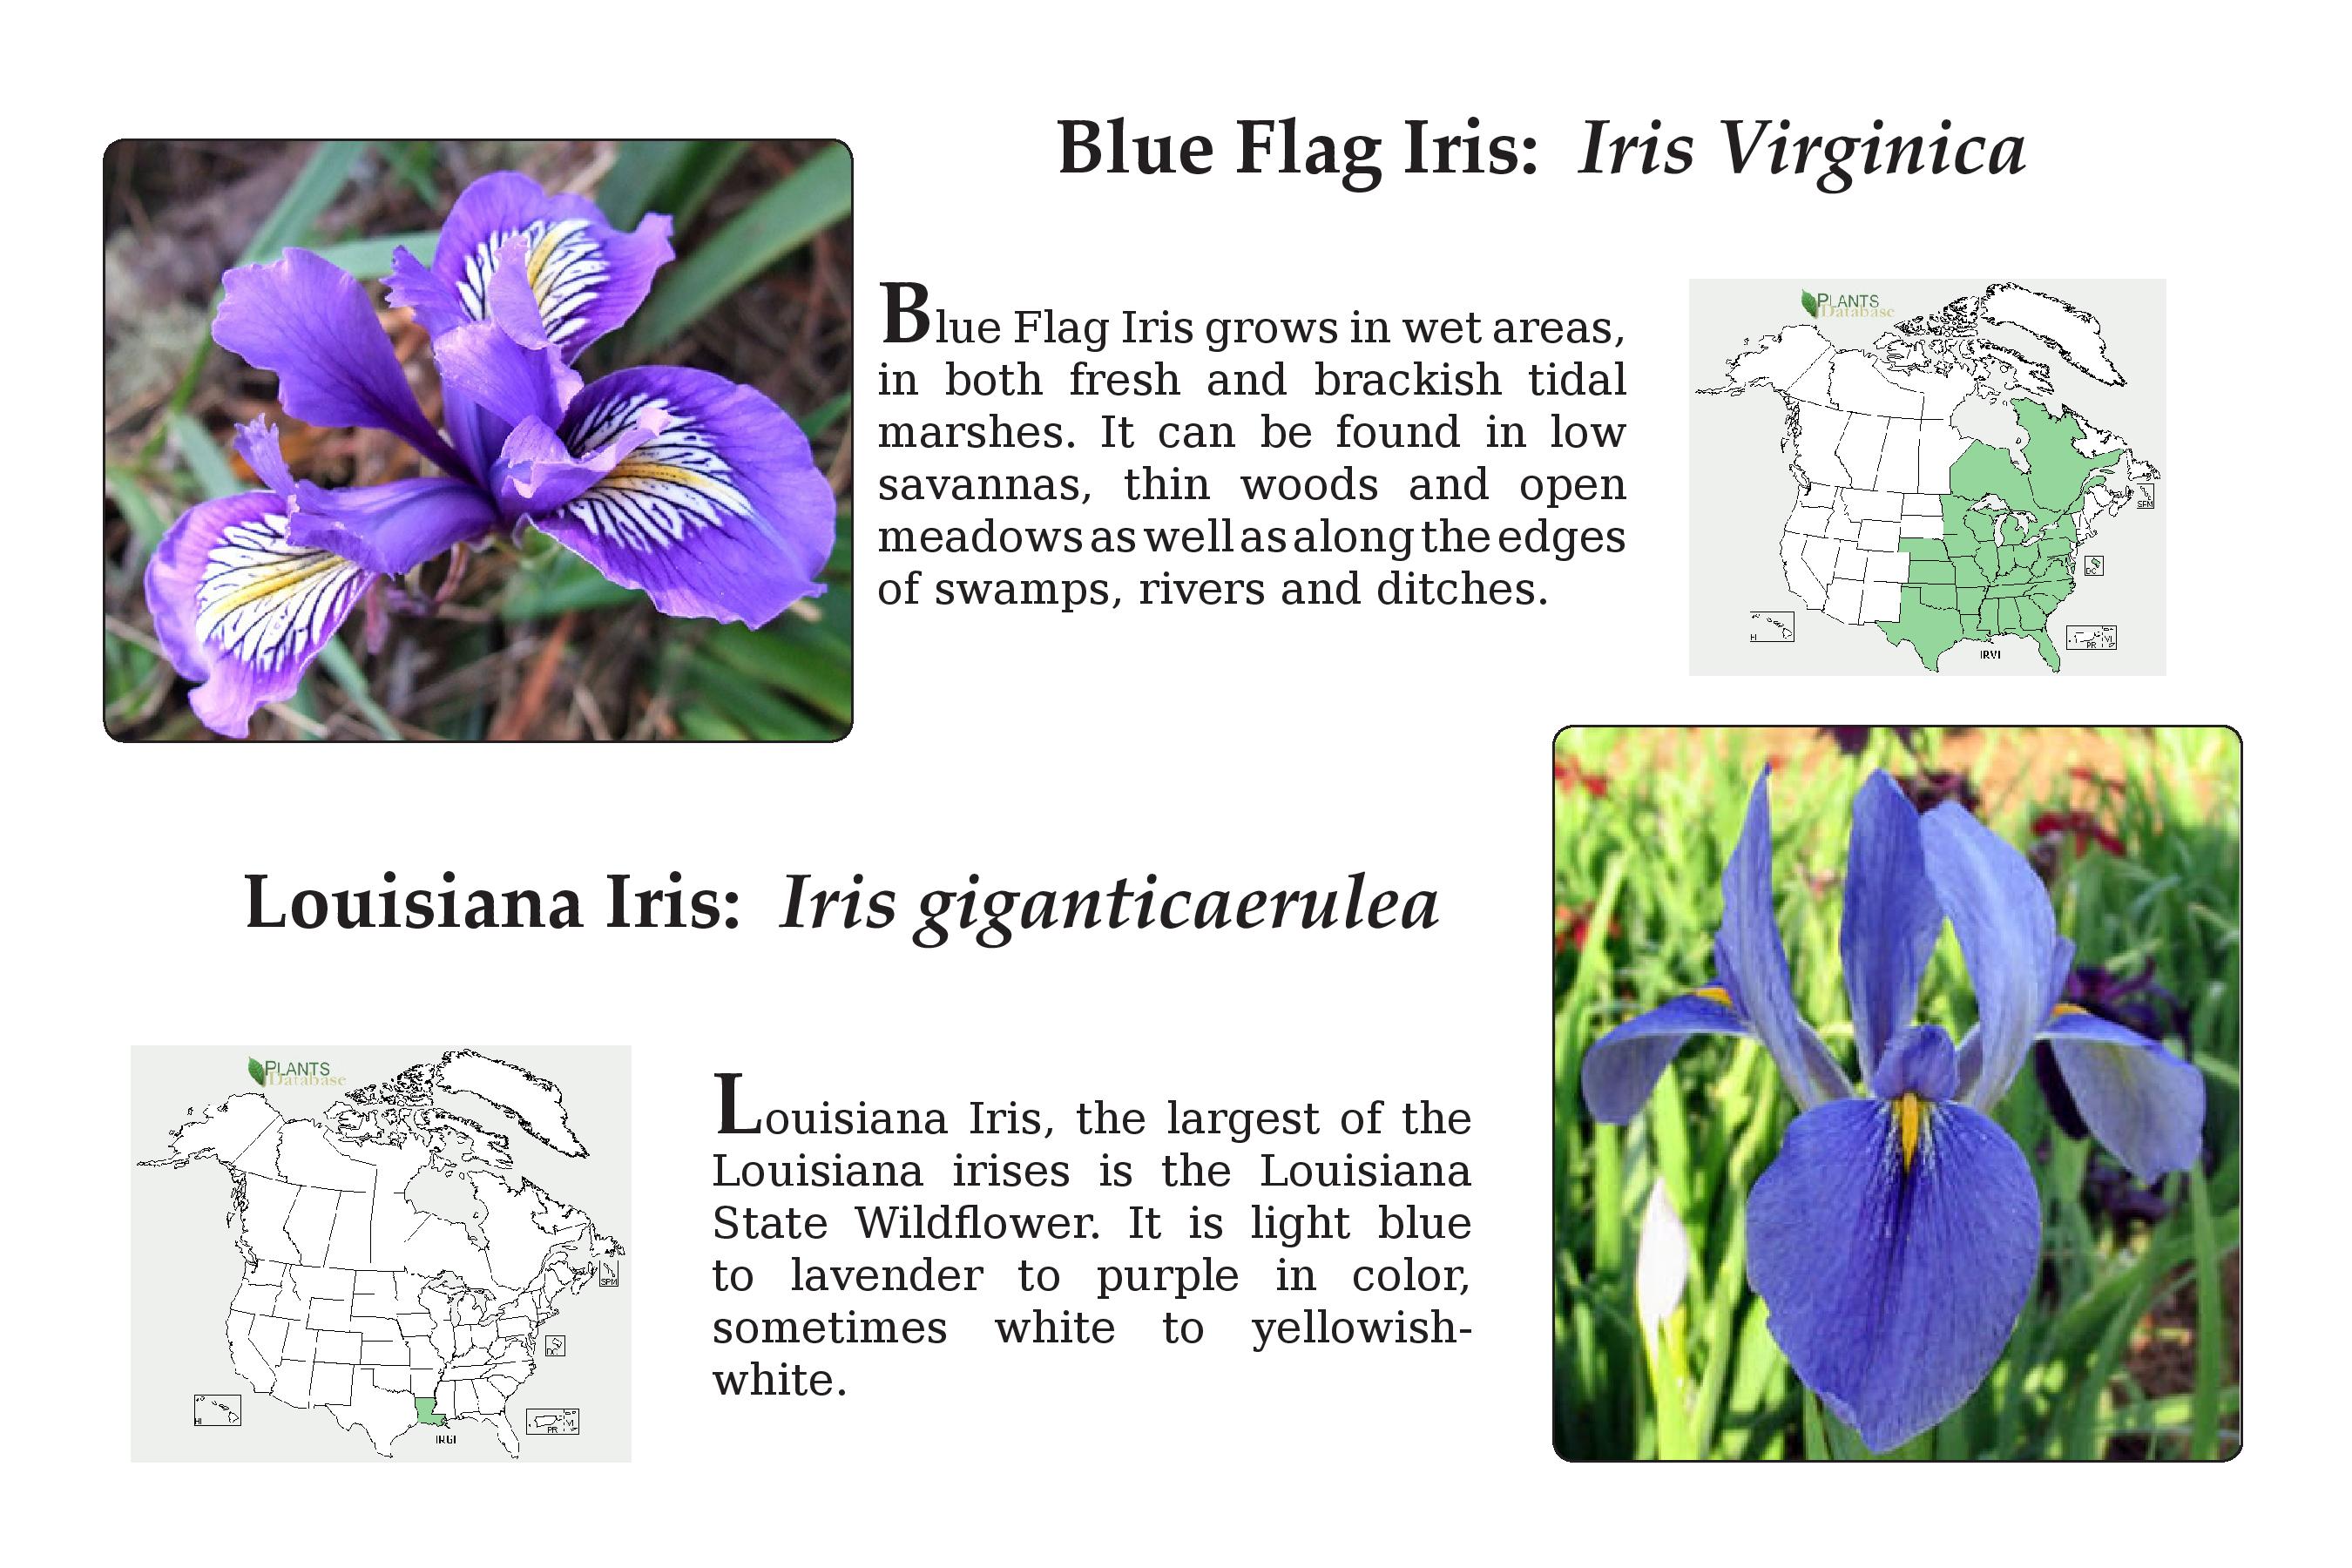 Blue Flag Iris: Iris Virginica
Blue Flag Iris grows in wet areas,
in both fresh and brackish tidal
marshes. It can be found in low
savannas, thin woods and open
meadows as well as along the edges
of swamps, rivers and ditches.
PLANTS
Database
SPM
DC
HI
PR VI
IRVI
Louisiana Iris: Iris giganticaerulea
PLANTS
Database
SPM
DC
HI
PR VI
IRGI
Louisiana Iris, the largest of the
Louisiana irises is the Louisiana
State Wildflower. It is light blue
to lavender to purple in color,
sometimes white to yellowish-
white.